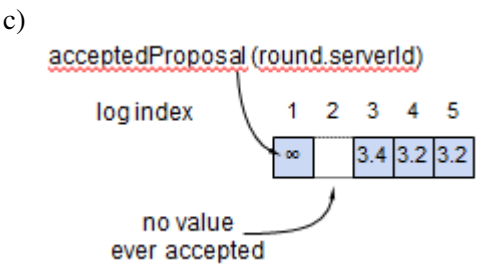 c)
acceptedProposal (round.serverId)
log index 1 2 3 4 5
∞ 3.4 3.2 3.2
no value
ever accepted